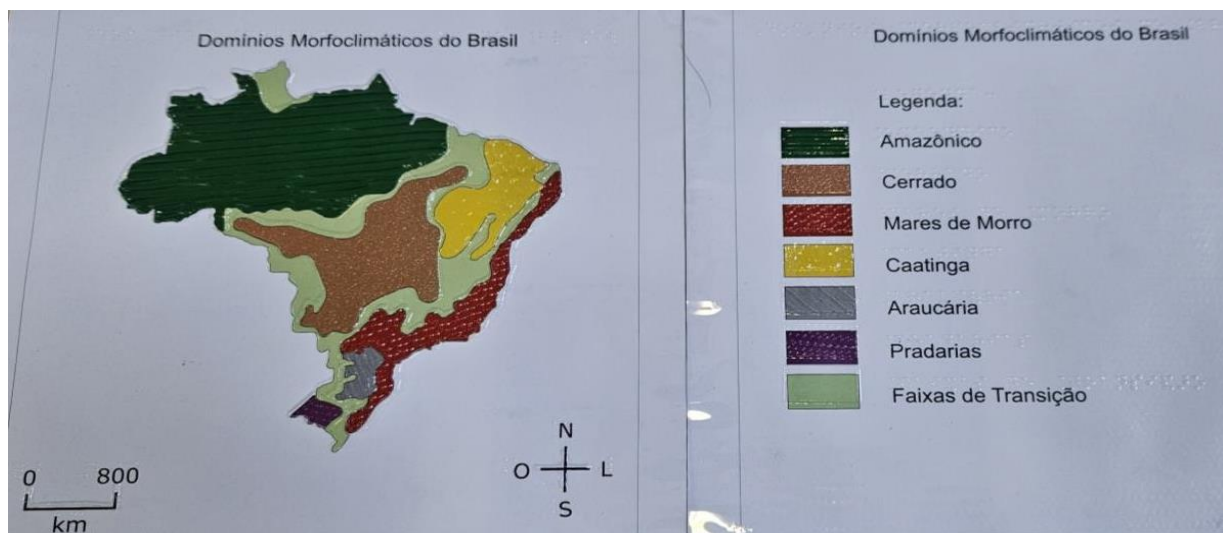 Domínios Morfoclimáticos do Brasil
N
O
L
S
0 800
km
Domínios Morfoclimáticos do Brasil
Legenda:
Amazônico
Cerrado
Mares de Morro
Caatinga
Araucária
Pradarias
Faixas de Transição